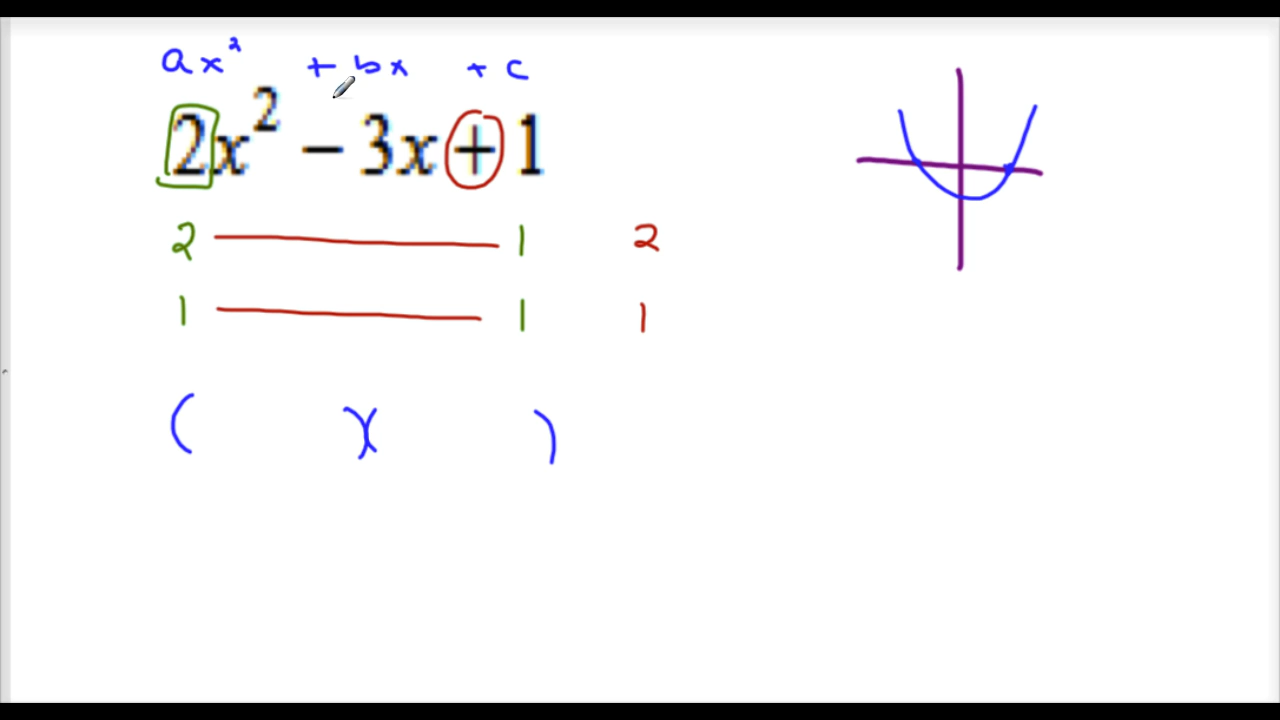 ax² + bx + c
2x² − 3x + 1
2 1 2
1 1 1
( )( )